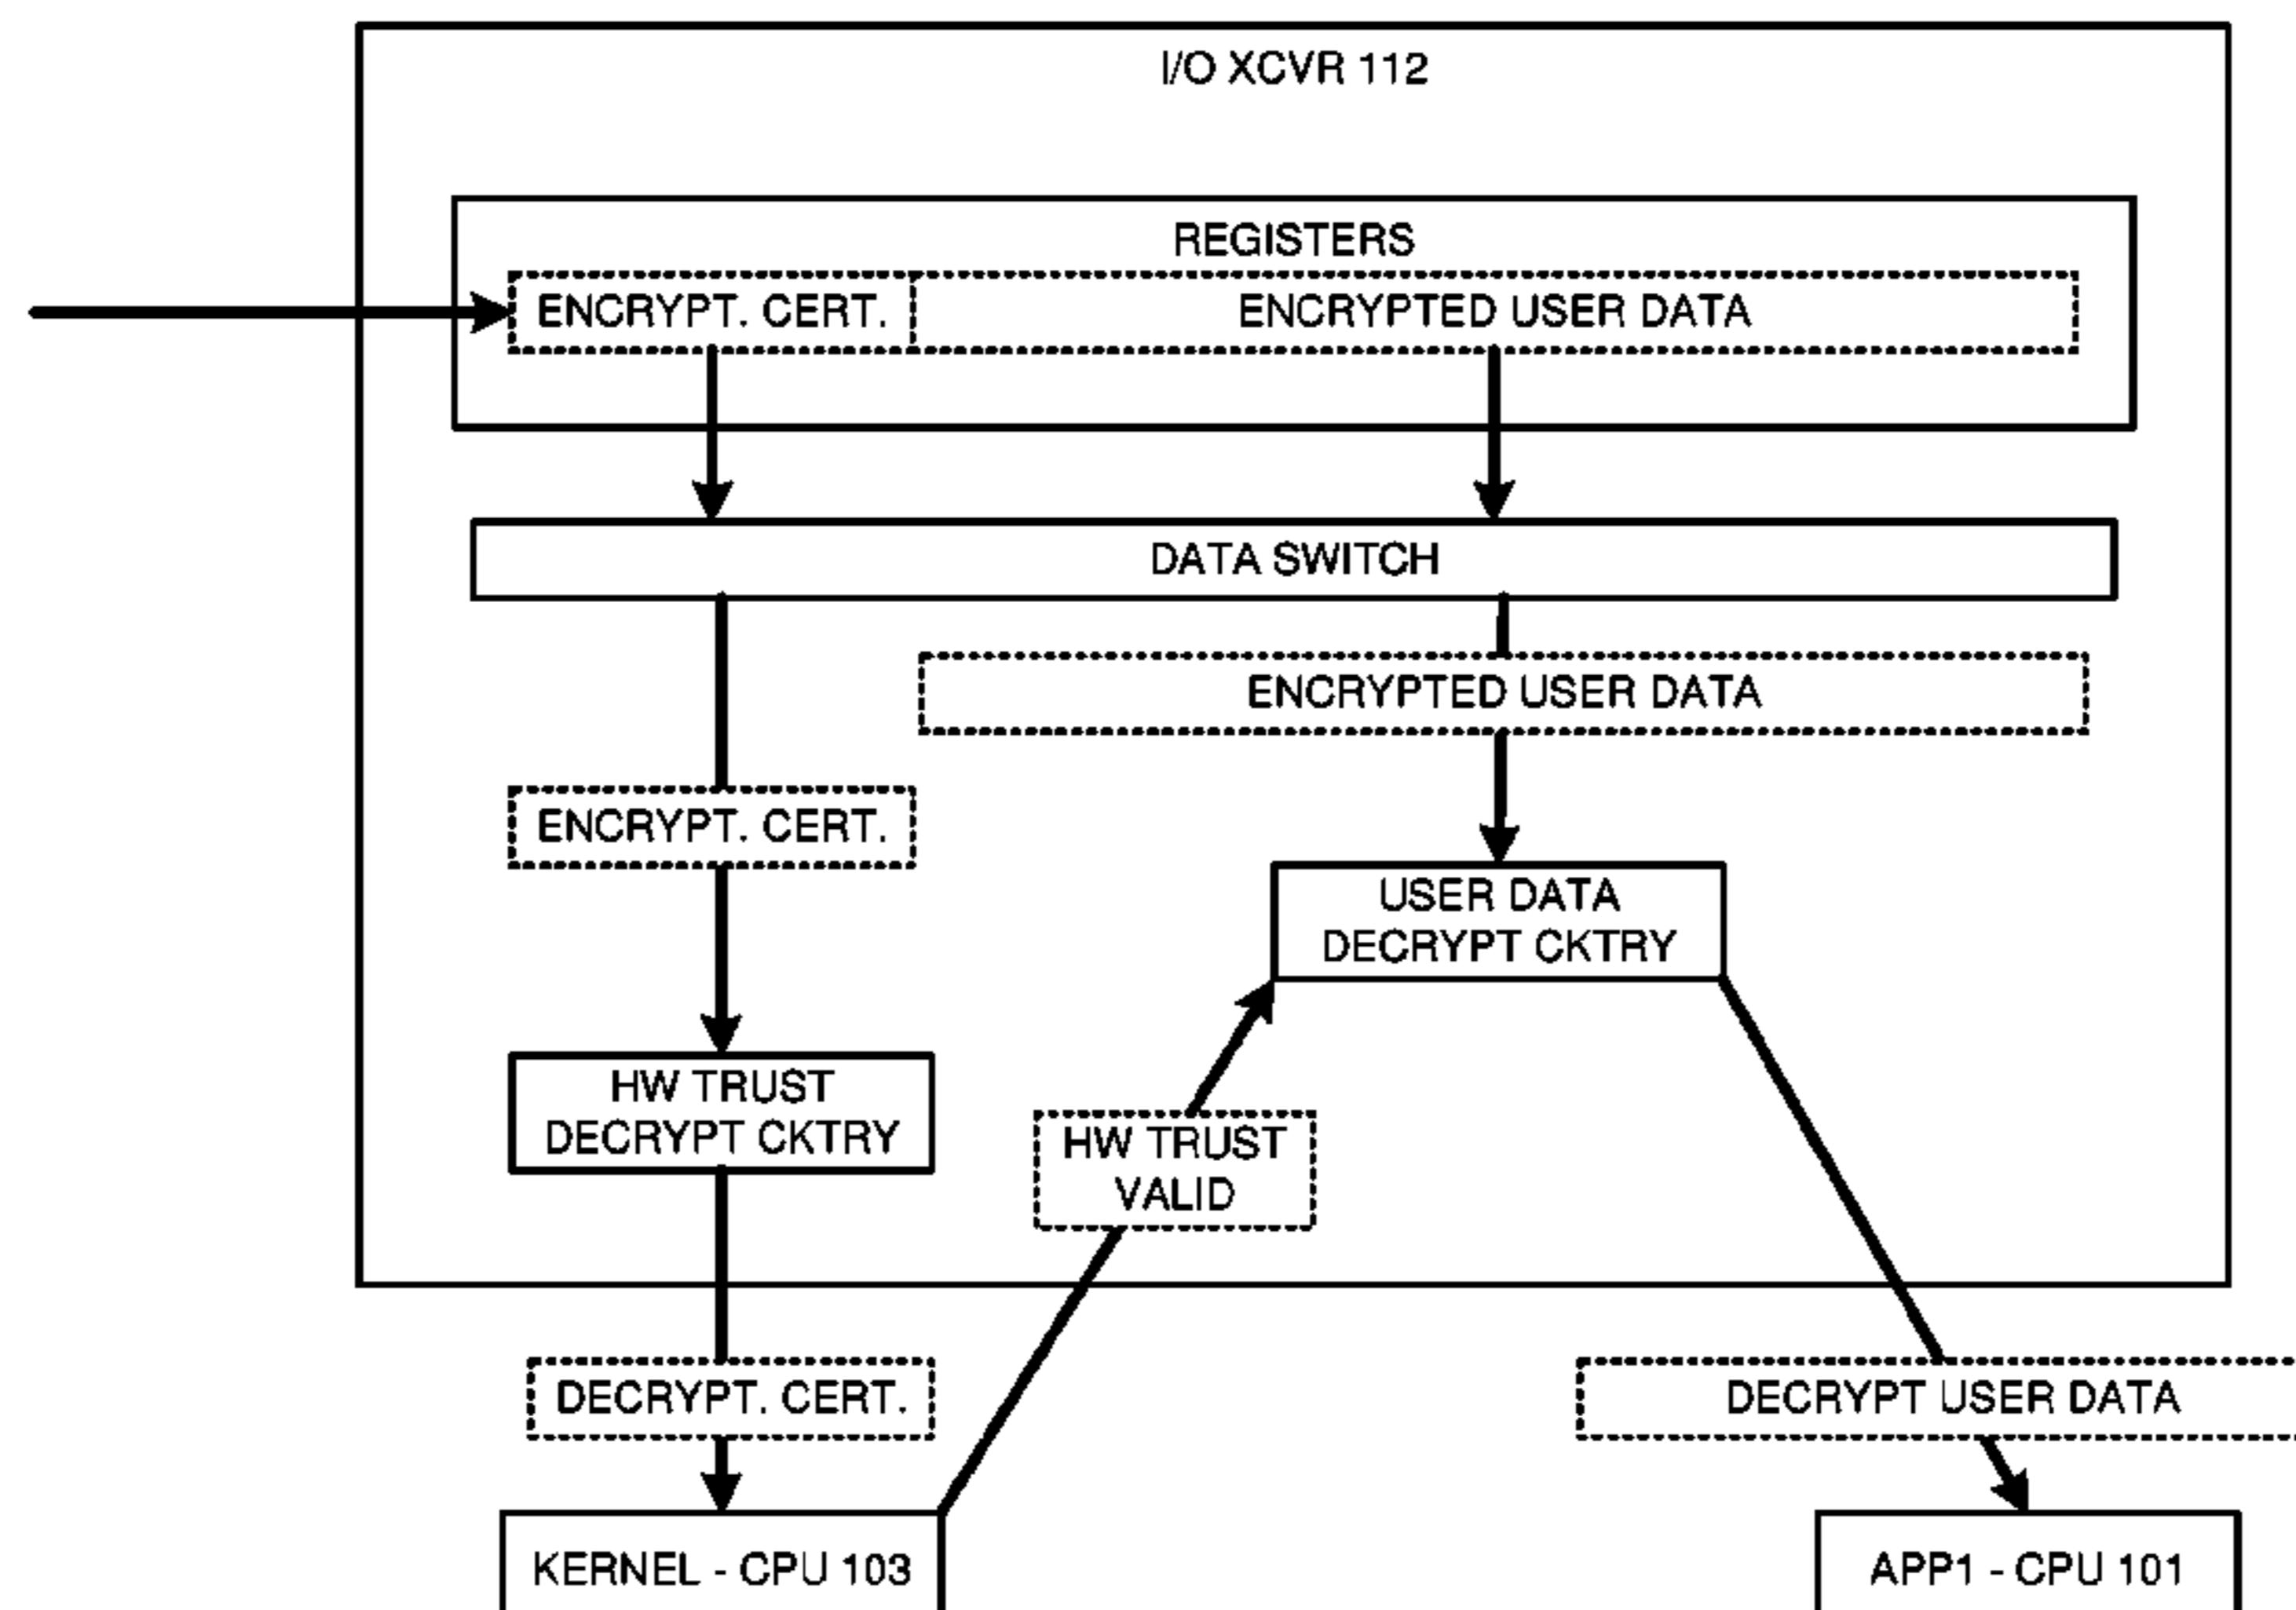 I/O XCVR 112
REGISTERS
ENCRYPT. CERT.
ENCRYPTED USER DATA
DATA SWITCH
ENCRYPTED USER DATA
ENCRYPT. CERT.
USER DATA
DECRYPT CKTRY
HW TRUST
DECRYPT CKTRY
HW TRUST
VALID
DECRYPT. CERT.
DECRYPT USER DATA
KERNEL - CPU 103
APP1 - CPU 101